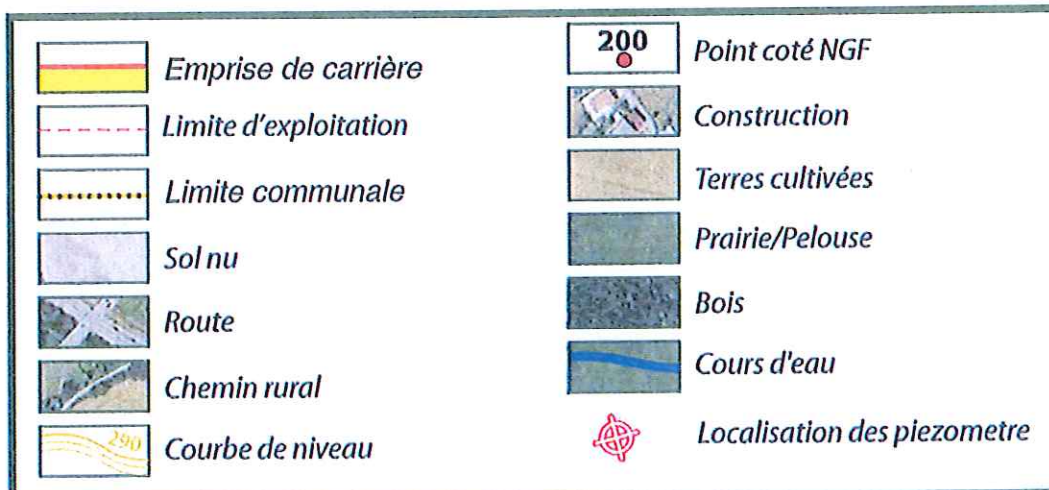 Emprise de carrière
Limite d'exploitation
Limite communale
Sol nu
Route
Chemin rural
290
Courbe de niveau
200
Point coté NGF
Construction
Terres cultivées
Prairie/Pelouse
Bois
Cours d'eau
Localisation des piezometre